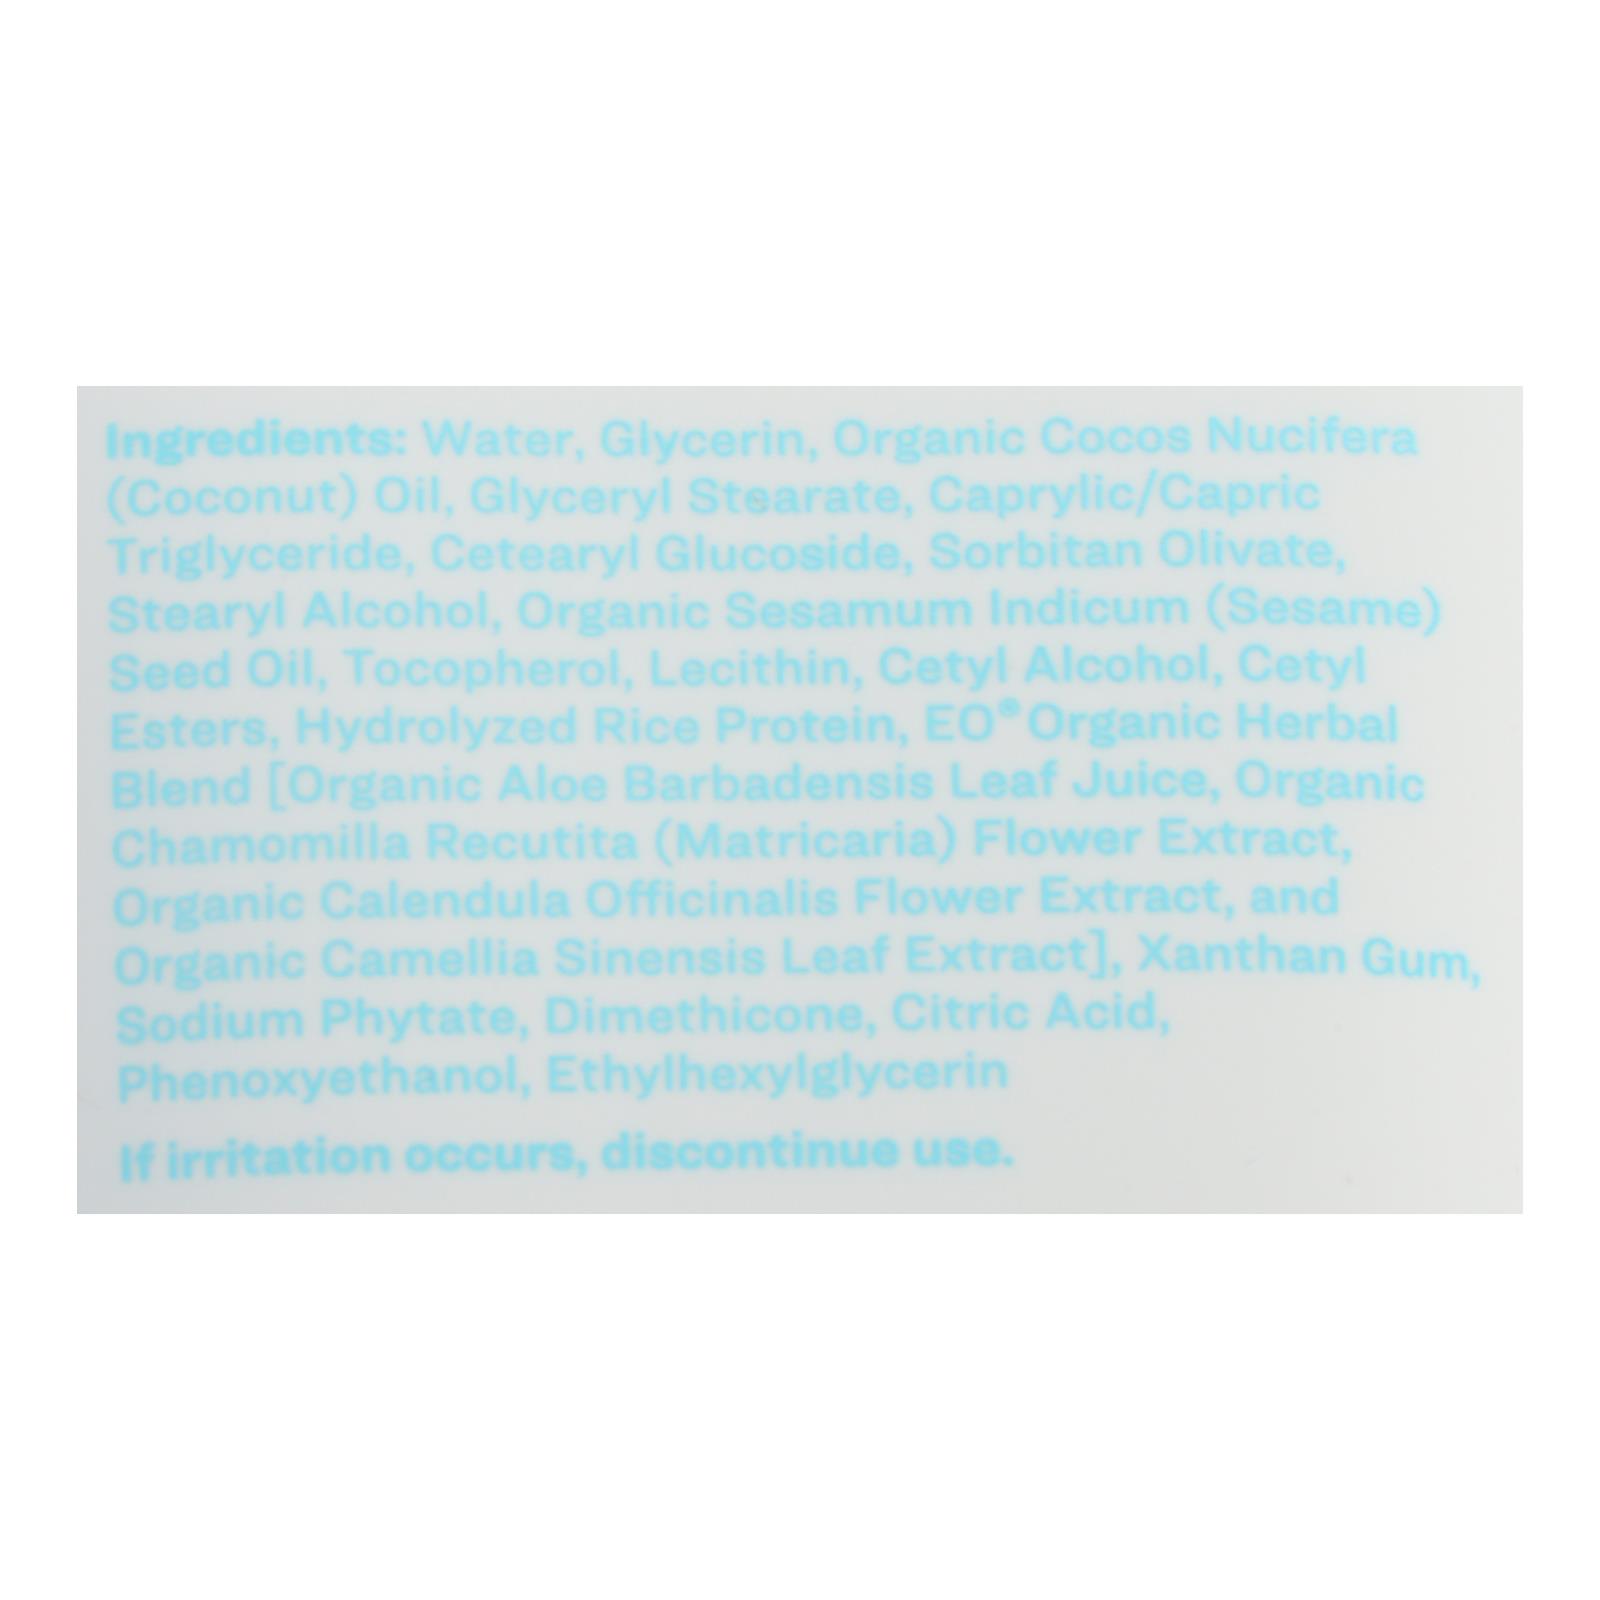 Ingredients: Water, Glycerin, Organic Cocos Nucifera
(Coconut) Oil, Glyceryl Stearate, Caprylic/Capric
Triglyceride, Cetearyl Glucoside, Sorbitan Olivate,
Stearyl Alcohol, Organic Sesamum Indicum (Sesame)
Seed Oil, Tocopherol, Lecithin, Cetyl Alcohol, Cetyl
Esters, Hydrolyzed Rice Protein, EO® Organic Herbal
Blend [Organic Aloe Barbadensis Leaf Juice, Organic
Chamomilla Recutita (Matricaria) Flower Extract,
Organic Calendula Officinalis Flower Extract, and
Organic Camellia Sinensis Leaf Extract], Xanthan Gum,
Sodium Phytate, Dimethicone, Citric Acid,
Phenoxyethanol, Ethylhexylglycerin
If irritation occurs, discontinue use.